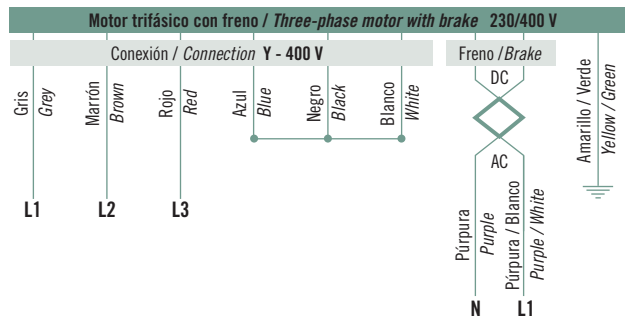 Motor trifásico con freno / Three-phase motor with brake 230/400 V
Conexión / Connection Y - 400 V
Freno /Brake
Gris
Grey
Marrón
Brown
Rojo
Red
Azul
Blue
Negro
Black
Blanco
White
DC
AC
Amarillo / Verde
Yellow / Green
L1
L2
L3
Púrpura
Purple
Púrpura / Blanco
Purple / White
N
L1